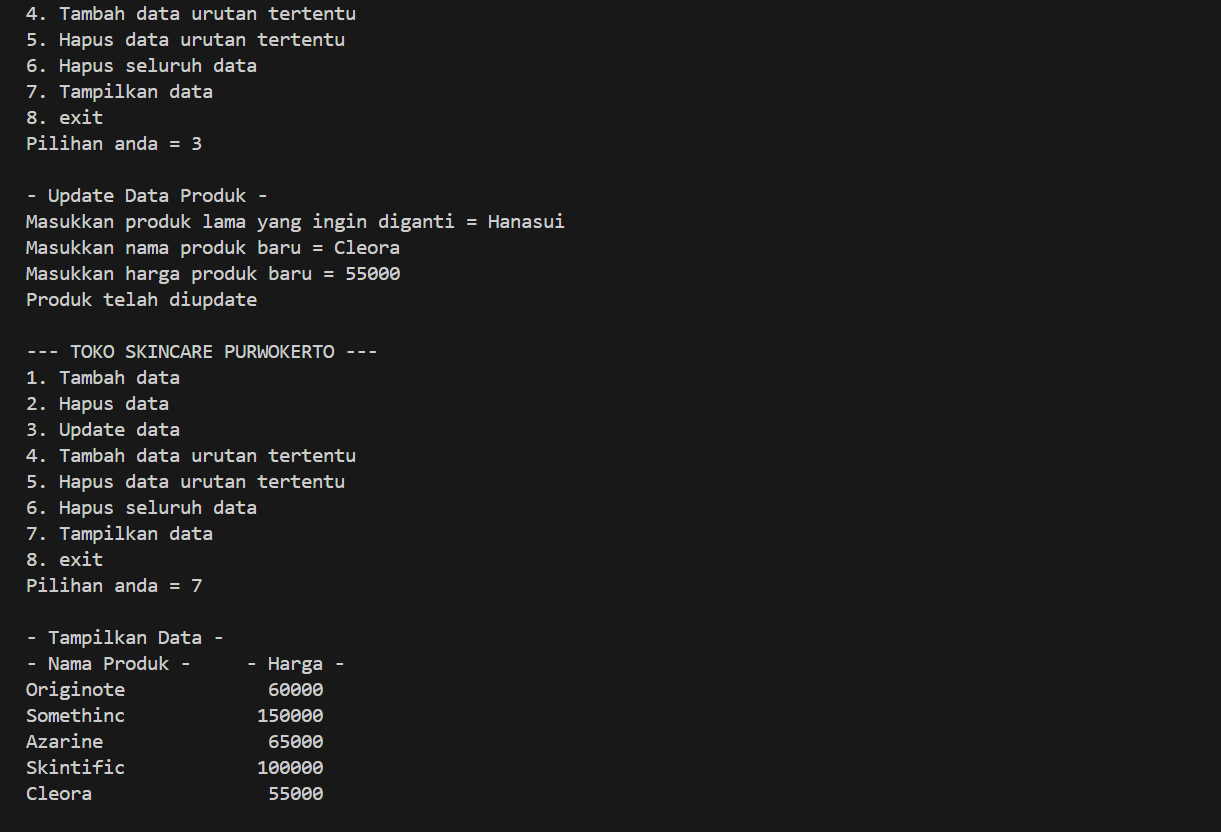 4. Tambah data urutan tertentu
5. Hapus data urutan tertentu
6. Hapus seluruh data
7. Tampilkan data
8. exit
Pilihan anda = 3
- Update Data Produk -
Masukkan produk lama yang ingin diganti = Hanasui
Masukkan nama produk baru = Cleora
Masukkan harga produk baru = 55000
Produk telah diupdate
--- TOKO SKINCARE PURWOKERTO ---
1. Tambah data
2. Hapus data
3. Update data
4. Tambah data urutan tertentu
5. Hapus data urutan tertentu
6. Hapus seluruh data
7. Tampilkan data
8. exit
Pilihan anda = 7
- Tampilkan Data -
- Nama Produk -     - Harga -
Originote             60000
Somethinc            150000
Azarine               65000
Skintific            100000
Cleora                55000